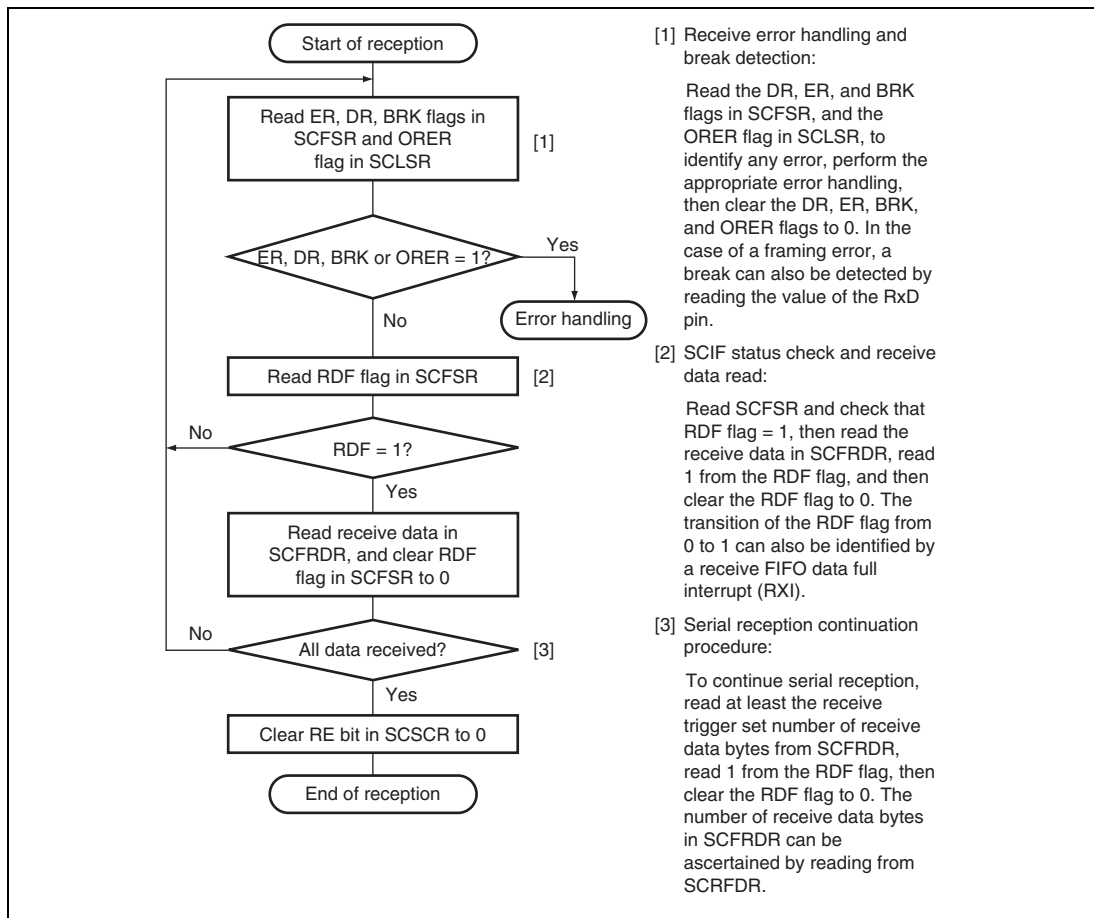 Start of reception
Read ER, DR, BRK flags in
SCFSR and ORER
flag in SCLSR
[1]
ER, DR, BRK or ORER = 1?
Yes
Error handling
No
Read RDF flag in SCFSR
[2]
No
RDF = 1?
Yes
Read receive data in
SCFRDR, and clear RDF
flag in SCFSR to 0
No
All data received?
[3]
Yes
Clear RE bit in SCSCR to 0
End of reception
[1] Receive error handling and
break detection:
Read the DR, ER, and BRK
flags in SCFSR, and the
ORER flag in SCLSR, to
identify any error, perform the
appropriate error handling,
then clear the DR, ER, BRK,
and ORER flags to 0. In the
case of a framing error, a
break can also be detected by
reading the value of the RxD
pin.
[2] SCIF status check and receive
data read:
Read SCFSR and check that
RDF flag = 1, then read the
receive data in SCFRDR, read
1 from the RDF flag, and then
clear the RDF flag to 0. The
transition of the RDF flag from
0 to 1 can also be identified by
a receive FIFO data full
interrupt (RXI).
[3] Serial reception continuation
procedure:
To continue serial reception,
read at least the receive
trigger set number of receive
data bytes from SCFRDR,
read 1 from the RDF flag, then
clear the RDF flag to 0. The
number of receive data bytes
in SCFRDR can be
ascertained by reading from
SCRFDR.